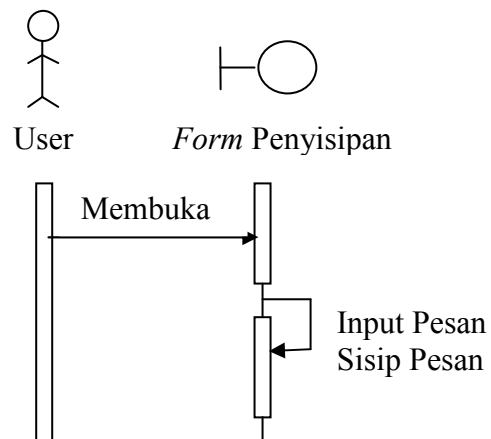 User
Form Penyisipan
Membuka
Input Pesan
Sisip Pesan